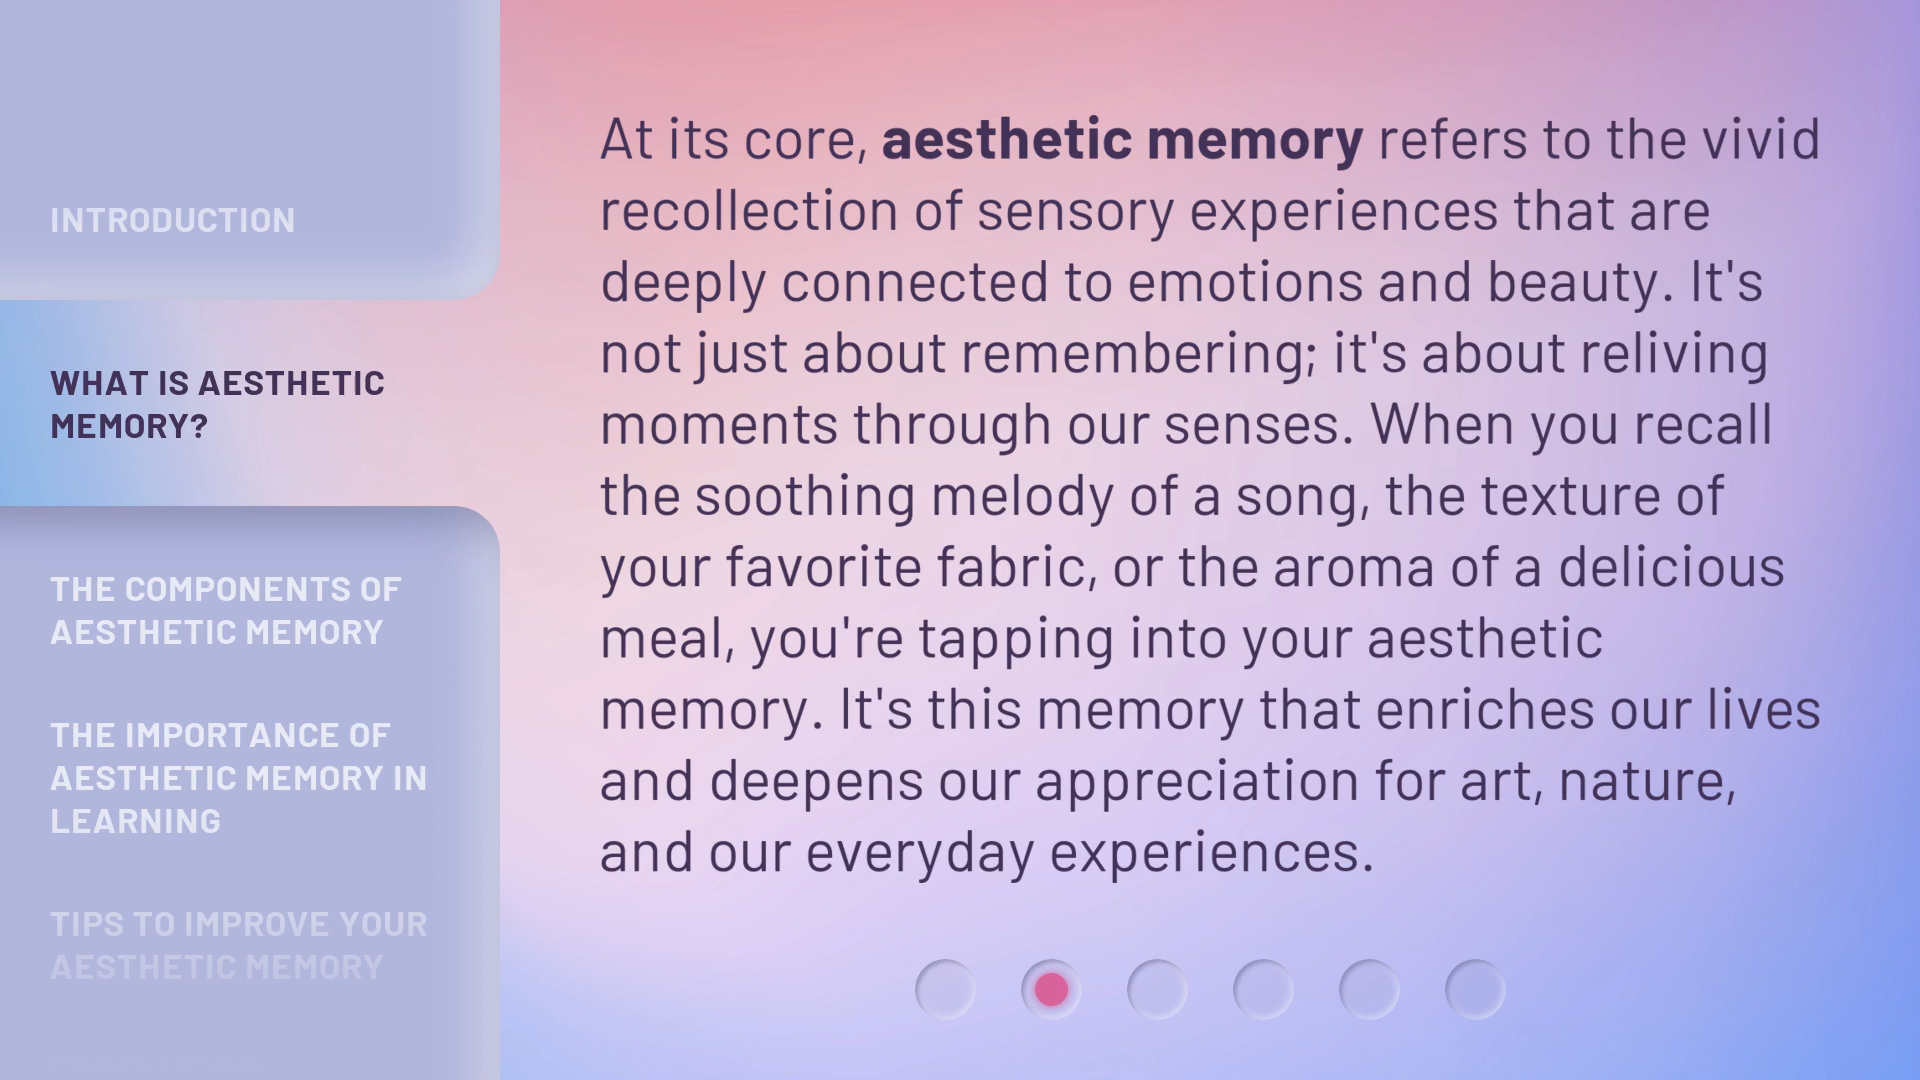 INTRODUCTION
WHAT IS AESTHETIC
MEMORY?
THE COMPONENTS OF
AESTHETIC MEMORY
THE IMPORTANCE OF
AESTHETIC MEMORY IN
LEARNING
TIPS TO IMPROVE YOUR
AESTHETIC MEMORY
At its core, aesthetic memory refers to the vivid
recollection of sensory experiences that are
deeply connected to emotions and beauty. It's
not just about remembering; it's about reliving
moments through our senses. When you recall
the soothing melody of a song, the texture of
your favorite fabric, or the aroma of a delicious
meal, you're tapping into your aesthetic
memory. It's this memory that enriches our lives
and deepens our appreciation for art, nature,
and our everyday experiences.